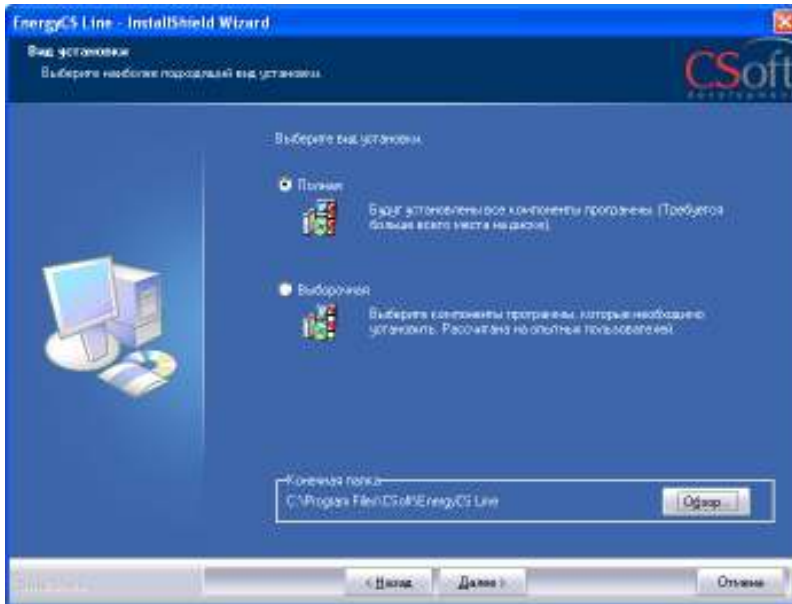 EnergyCS Line - InstallShield Wizard
Вид установки
Выберите наиболее подходящий вид установки.
CSoft
DEVELOPMENT
Выберите вид установки.
Полная
Будут установлены все компоненты программы. (Требуется
больше всего места на диске).
Выборочная
Выберите компоненты программы, которые необходимо
установить. Рассчитана на опытных пользователей.
Конечная папка
C:\Program Files\CSoft\EnergyCS Line
Обзор...
< Назад
Далее >
Отмена